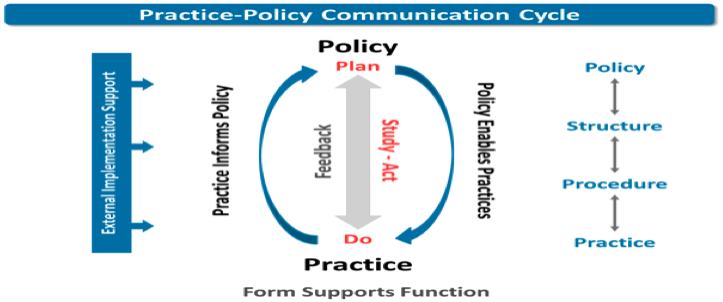 Practice-Policy Communication Cycle
External Implementation Support
Practice Informs Policy
Policy
Plan
Feedback
Study - Act
Do
Practice
Policy Enables Practices
Policy
Structure
Procedure
Practice
Form Supports Function